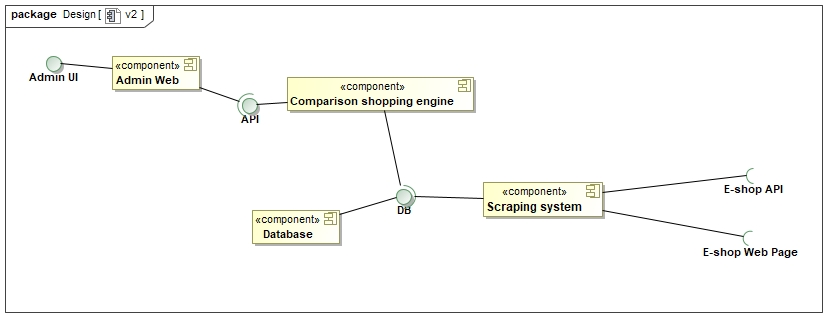 package Design [ v2 ]
Admin UI
«component»
Admin Web
API
«component»
Comparison shopping engine
«component»
Database
DB
«component»
Scraping system
E-shop API
E-shop Web Page